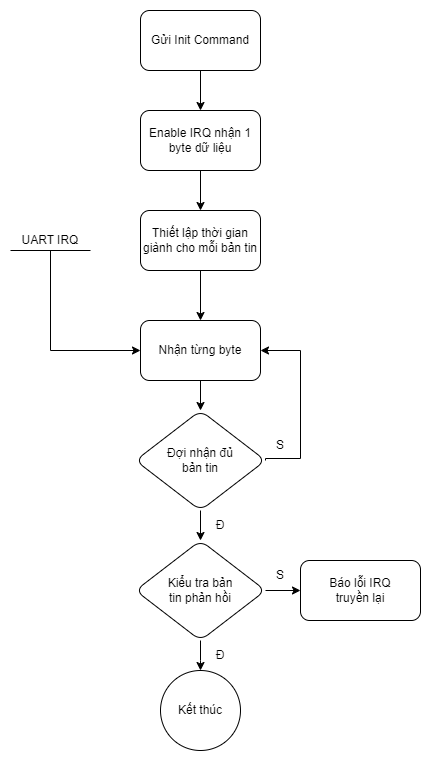 Gửi Init Command
Enable IRQ nhận 1
byte dữ liệu
Thiết lập thời gian
giành cho mỗi bản tin
UART IRQ
Nhận từng byte
Đợi nhận đủ
bản tin
S
Đ
Kiểu tra bản
tin phản hồi
S
Báo lỗi IRQ
truyền lại
Đ
Kết thúc